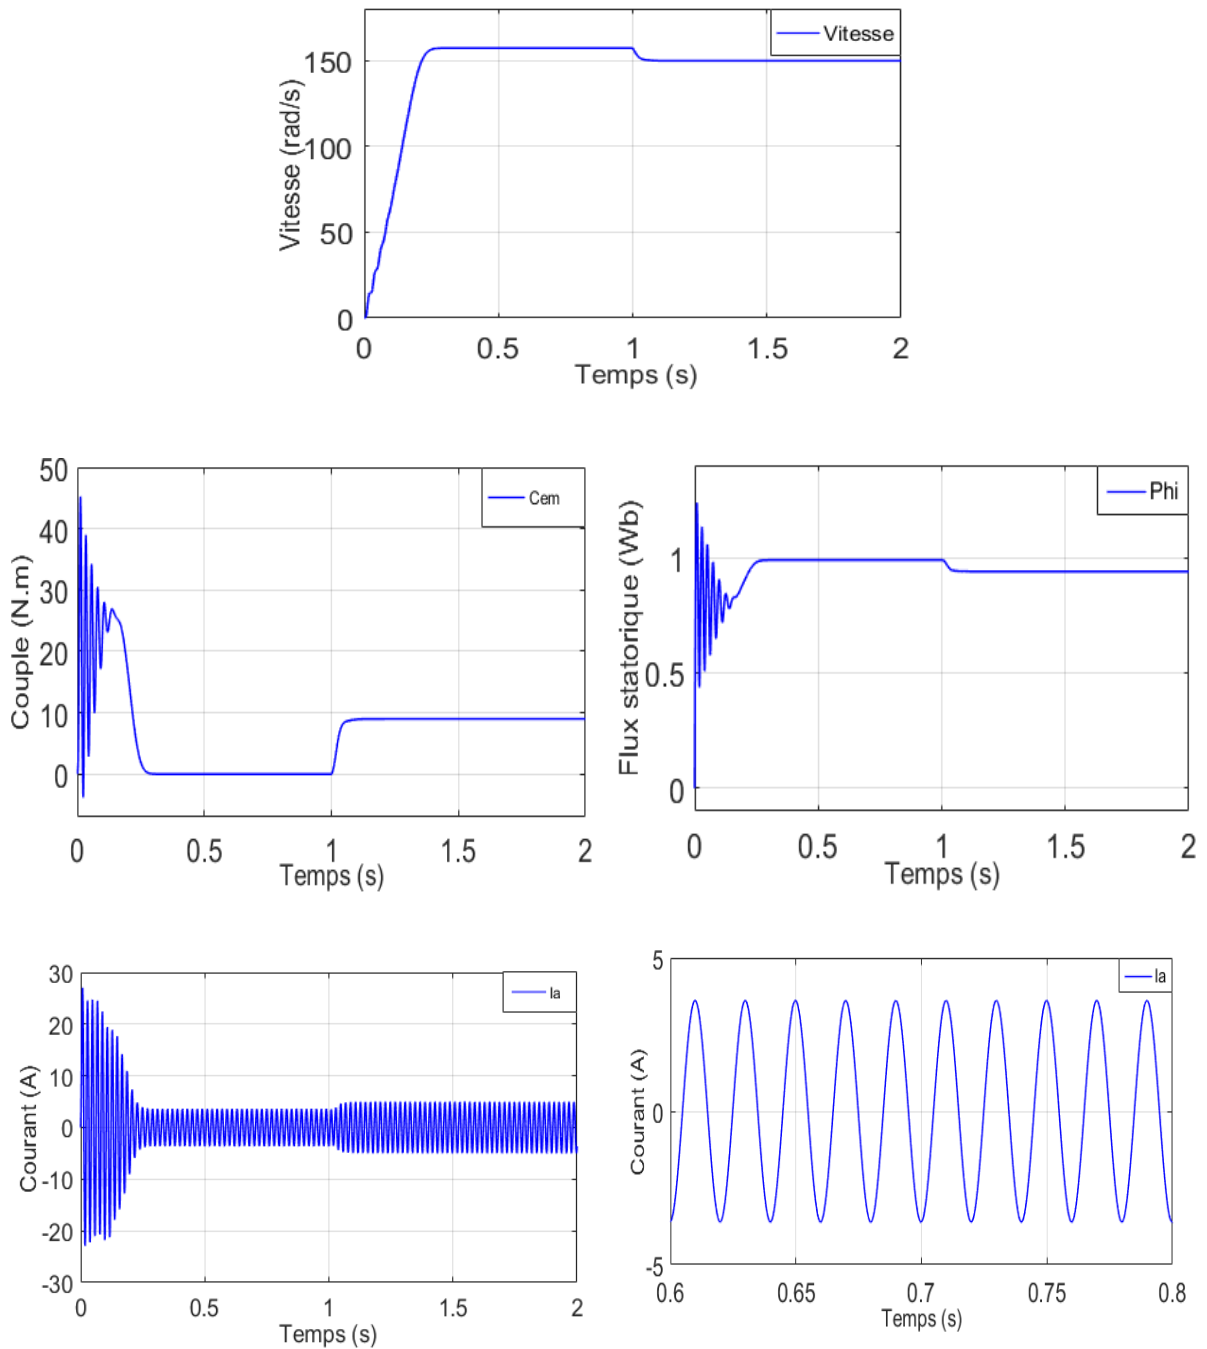 Vitesse
150
100
50
0
Vitesse (rad/s)
0 0.5 1 1.5 2
Temps (s)
50
40
30
20
10
0
Couple (N.m)
Cem
0 0.5 1 1.5 2
Temps (s)
1
0.5
0
Flux statorique (Wb)
Phi
0 0.5 1 1.5 2
Temps (s)
30
20
10
0
-10
-20
-30
Courant (A)
Ia
0 0.5 1 1.5 2
Temps (s)
5
0
-5
Courant (A)
Ia
0.6 0.65 0.7 0.75 0.8
Temps (s)